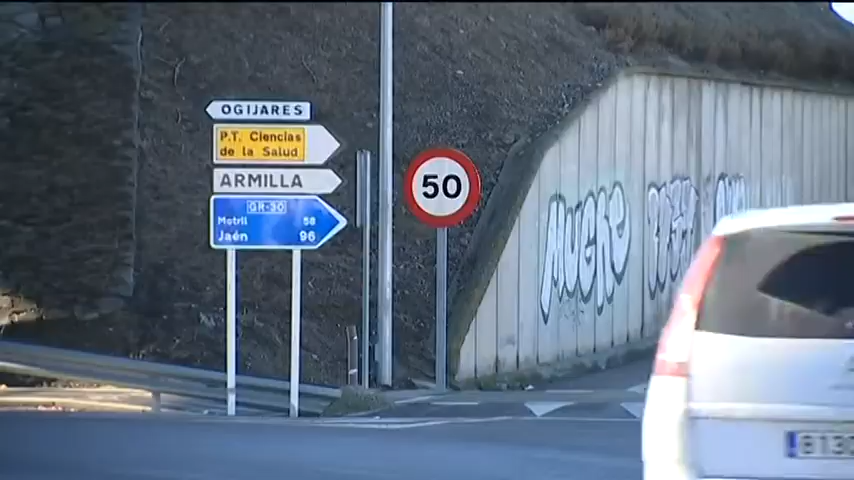 OGIJARES
P.T. Ciencias
de la Salud
ARMILLA
GR-30
Motril 58
Jaén 96
50